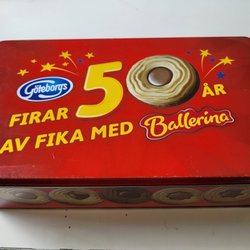 Göteborgs
FIRAR 50 ÅR
AV FIKA MED Ballerina